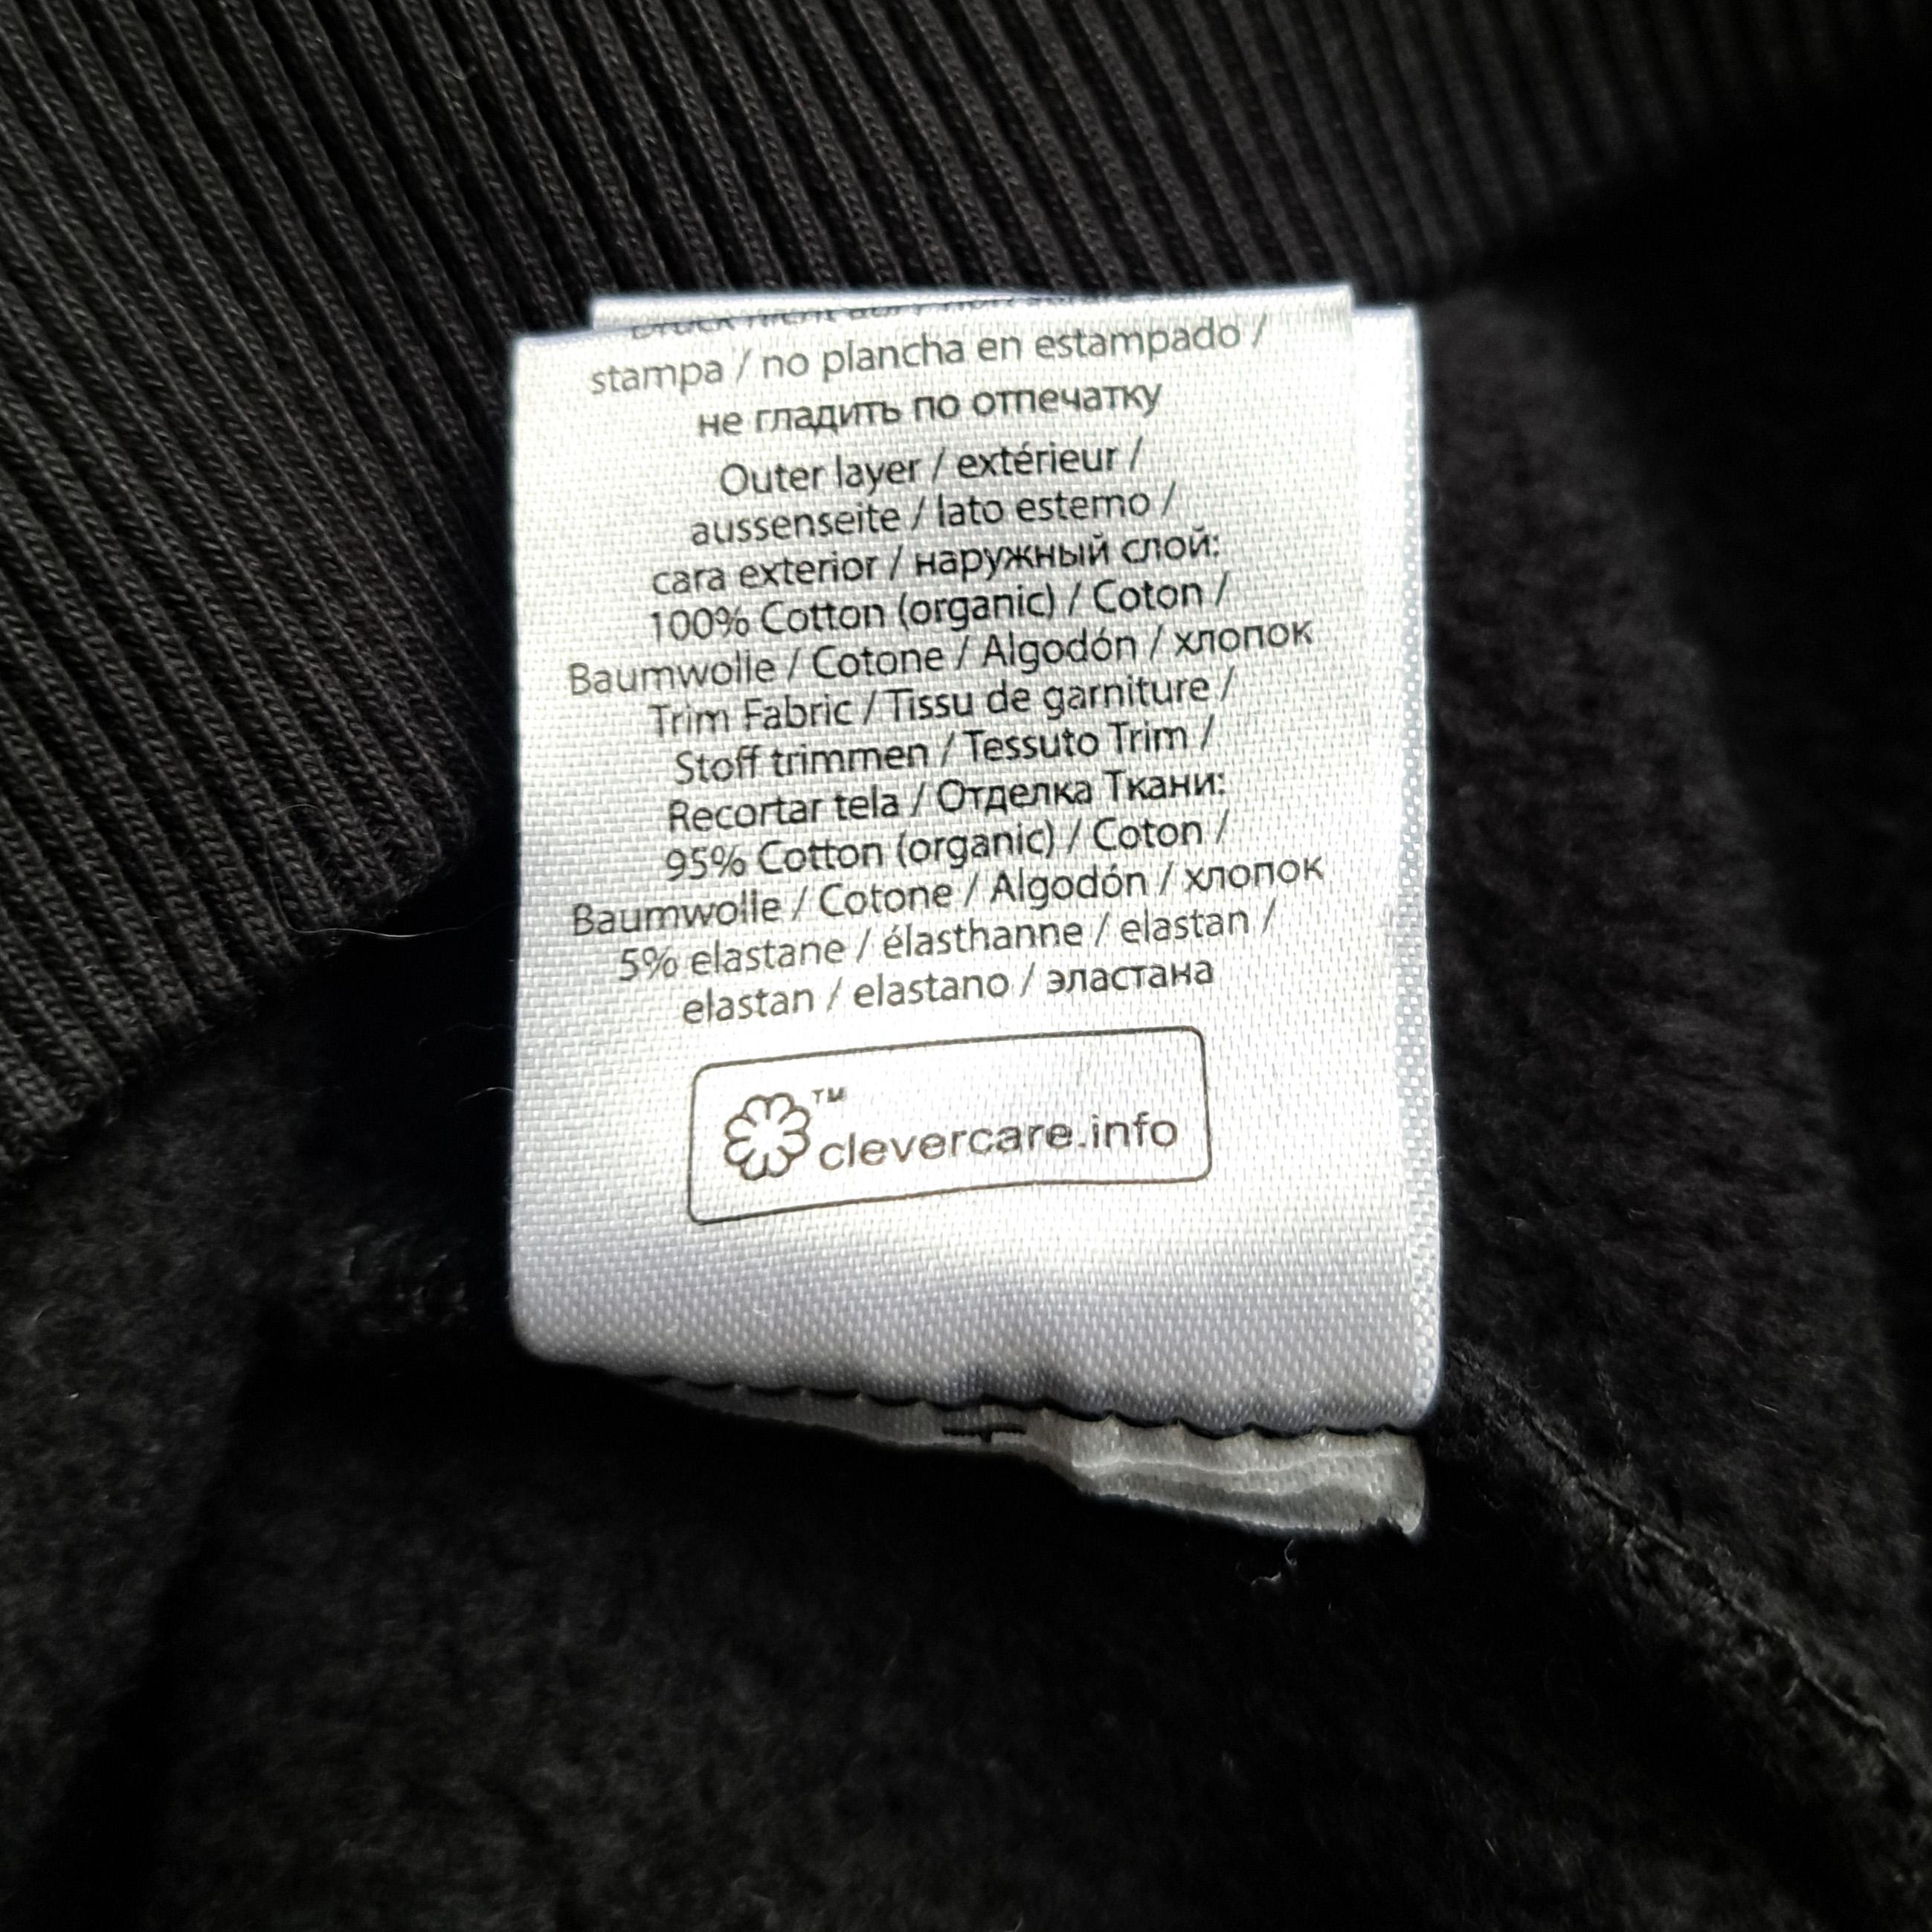 stampa / no plancha en estampado /
не гладить по отпечатку
Outer layer / extérieur /
aussenseite / lato esterno /
cara exterior / наружный слой:
100% Cotton (organic) / Coton /
Baumwolle / Cotone / Algodón / хлопок
Trim Fabric / Tissu de garniture /
Stoff trimmen / Tessuto Trim /
Recortar tela / Отделка Ткани:
95% Cotton (organic) / Coton /
Baumwolle / Cotone / Algodón / хлопок
5% elastane / élasthanne / elastan /
elastan / elastano / эластана
TM
clevercare.info